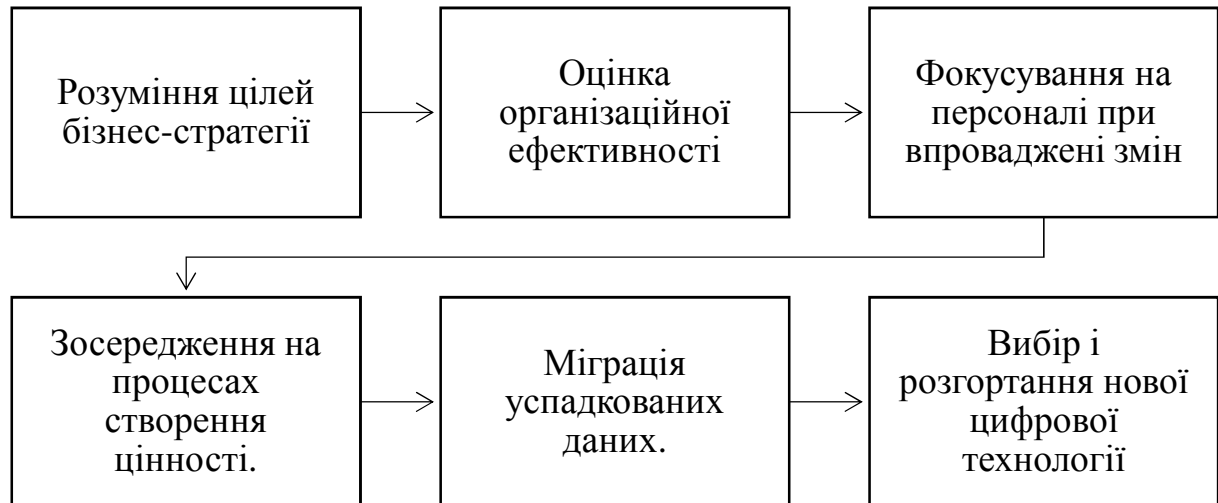 Розуміння цілей
бізнес-стратегії
Оцінка
організаційної
ефективності
Фокусування на
персоналі при
впроваджені змін
Зосередження на
процесах
створення
цінності.
Міграція
успадкованих
даних.
Вибір і
розгортання нової
цифрової
технології